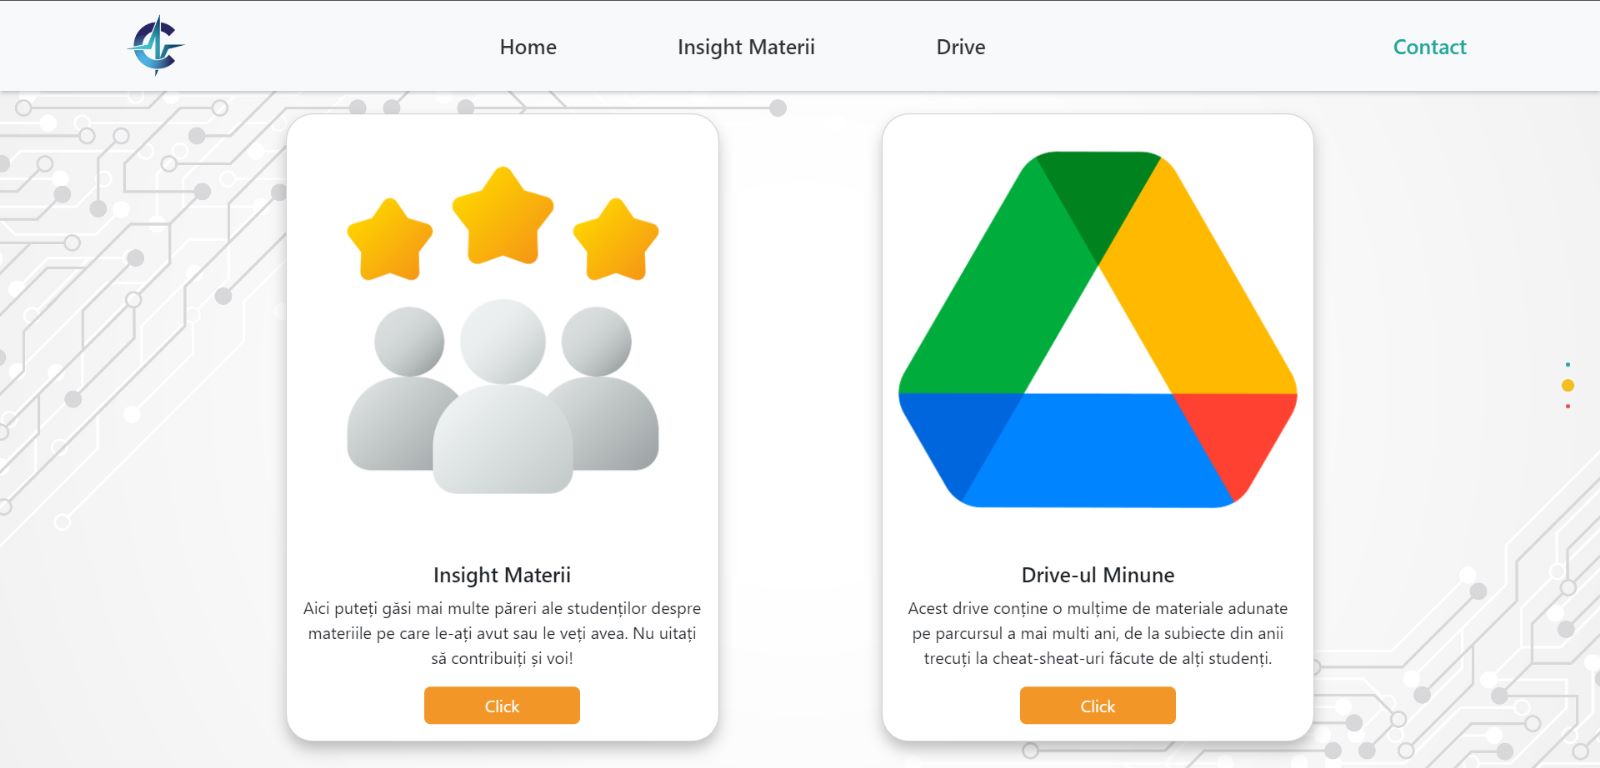 Home
Insight Materii
Drive
Contact
Insight Materii
Aici puteți găsi mai multe păreri ale studenților despre
materiile pe care le-ați avut sau le veți avea. Nu uitați
să contribuiți și voi!
Click
Drive-ul Minune
Acest drive conține o mulțime de materiale adunate
pe parcursul a mai multi ani, de la subiecte din anii
trecuți la cheat-sheat-uri făcute de alți studenți.
Click